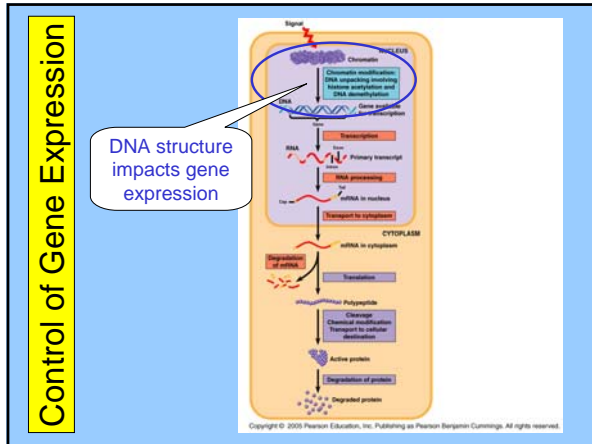 Control of Gene Expression
DNA structure
impacts gene
expression
Signal
NUCLEUS
Chromatin
Chromatin modification:
DNA unpacking involving
histone acetylation and
DNA demethylation
DNA
Gene available
for transcription
Gene
Transcription
RNA
Exon
Primary transcript
Intron
RNA processing
Tail
Cap
mRNA in nucleus
Transport to cytoplasm
CYTOPLASM
mRNA in cytoplasm
Degradation
of mRNA
Translation
Polypeptide
Cleavage
Chemical modification
Transport to cellular
destination
Active protein
Degradation of protein
Degraded protein
Copyright © 2005 Pearson Education, Inc. Publishing as Pearson Benjamin Cummings. All rights reserved.